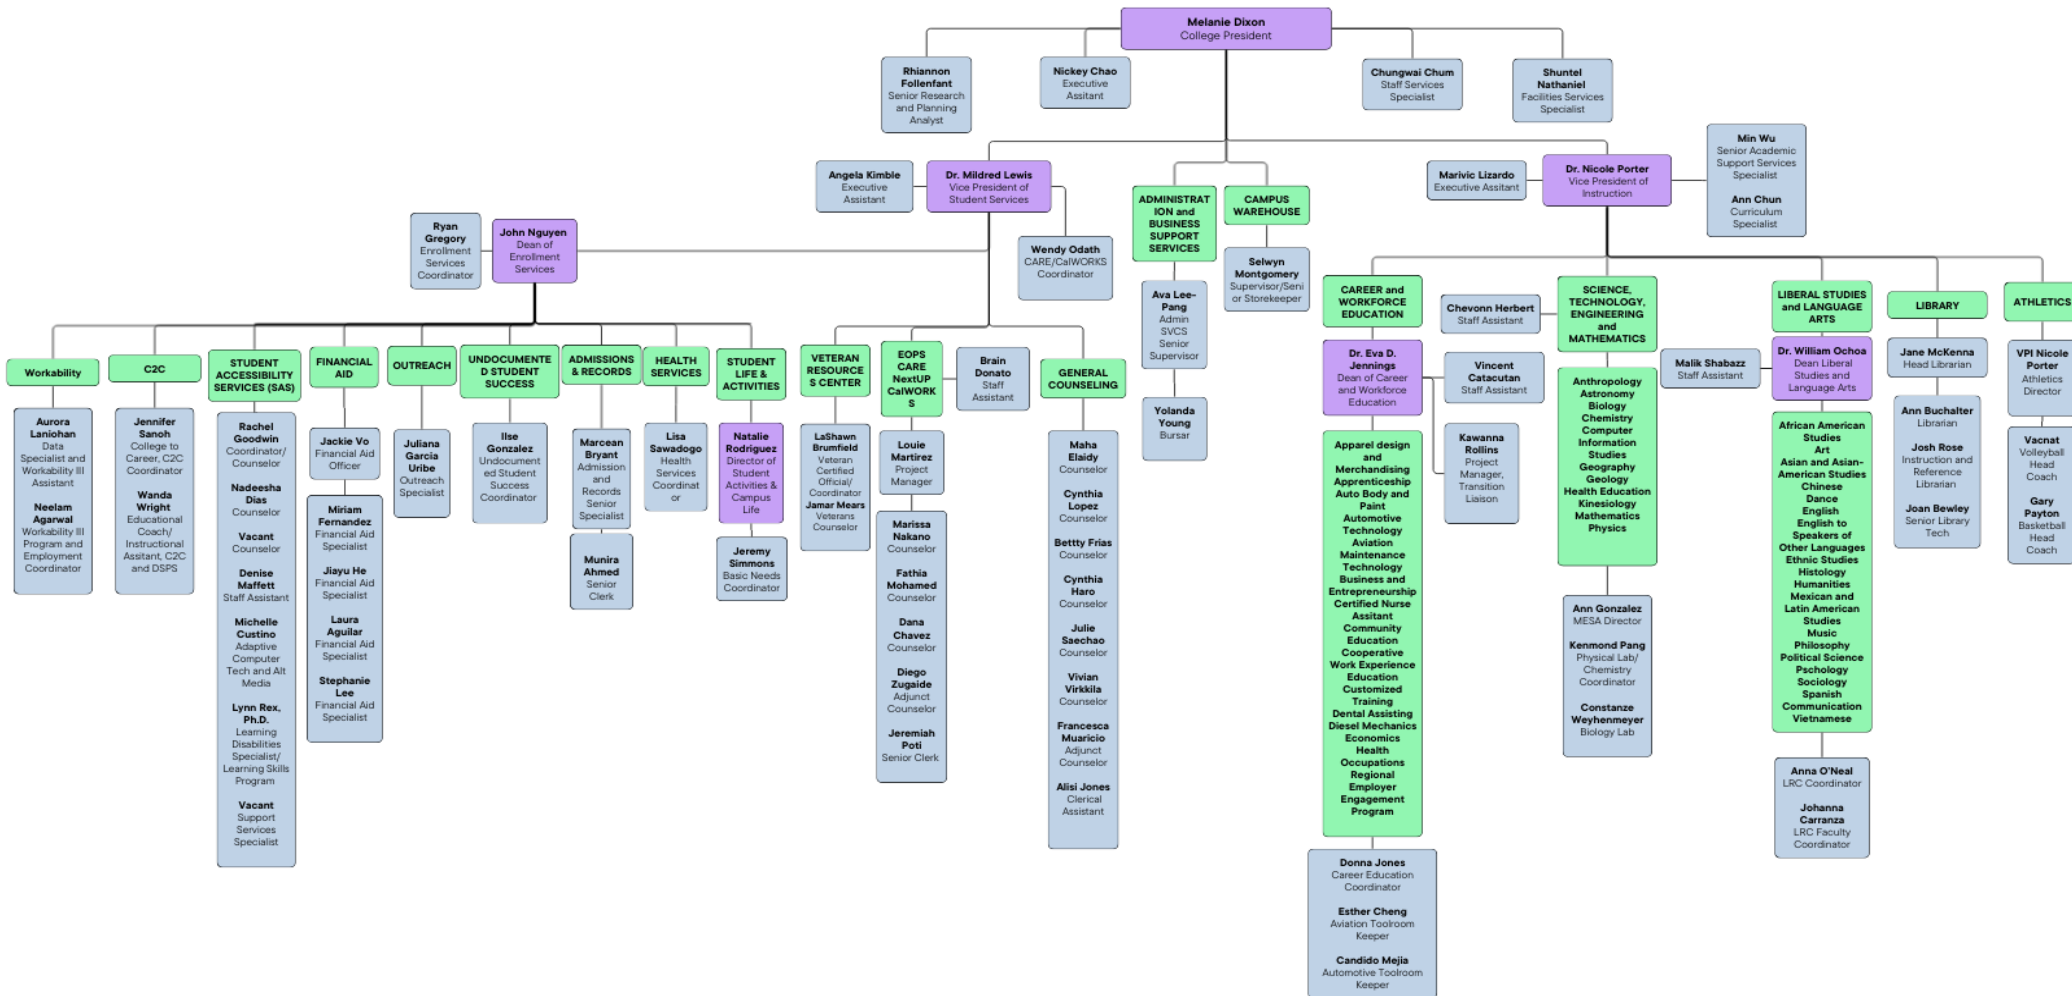 Melanie Dixon
College President
Rhiannon
Follenfant
Senior Research
and Planning
Analyst
Nickey Chao
Executive
Assitant
Chungwai Chum
Staff Services
Specialist
Shuntel
Nathaniel
Facilities Services
Specialist
Angela Kimble
Executive
Assistant
Dr. Mildred Lewis
Vice President of
Student Services
Wendy Odath
CARE/CalWORKS
Coordinator
ADMINISTRAT
ION and
BUSINESS
SUPPORT
SERVICES
Ava Lee-
Pang
Admin
SVCS
Senior
Supervisor
Yolanda
Young
Bursar
CAMPUS
WAREHOUSE
Selwyn
Montgomery
Supervisor/Seni
or Storekeeper
Marivic Lizardo
Executive Assitant
Dr. Nicole Porter
Vice President of
Instruction
Min Wu
Senior Academic
Support Services
Specialist
Ann Chun
Curriculum
Specialist
Ryan
Gregory
Enrollment
Services
Coordinator
John Nguyen
Dean of
Enrollment
Services
Workability
Aurora
Laniohan
Data
Specialist and
Workability III
Assistant
Neelam
Agarwal
Workability III
Program and
Employment
Coordinator
C2C
Jennifer
Sanoh
College to
Career, C2C
Coordinator
Wanda
Wright
Educational
Coach/
Instructional
Assitant, C2C
and DSPS
STUDENT
ACCESSIBILITY
SERVICES (SAS)
Rachel
Goodwin
Coordinator/
Counselor
Nadeesha
Dias
Counselor
Vacant
Counselor
Denise
Maffett
Staff Assistant
Michelle
Custino
Adaptive
Computer
Tech and Alt
Media
Lynn Rex,
Ph.D.
Learning
Disabilities
Specialist/
Learning Skills
Program
Vacant
Support
Services
Specialist
FINANCIAL
AID
Jackie Vo
Financial Aid
Officer
Miriam
Fernandez
Financial Aid
Specialist
Jiayu He
Financial Aid
Specialist
Laura
Aguilar
Financial Aid
Specialist
Stephanie
Lee
Financial Aid
Specialist
OUTREACH
Juliana
Garcia
Uribe
Outreach
Specialist
UNDOCUMENTE
D STUDENT
SUCCESS
Ilse
Gonzalez
Undocument
ed Student
Success
Coordinator
ADMISSIONS
& RECORDS
Marcean
Bryant
Admission
and
Records
Senior
Specialist
Munira
Ahmed
Senior
Clerk
HEALTH
SERVICES
Lisa
Sawadogo
Health
Services
Coordinat
or
STUDENT
LIFE &
ACTIVITIES
Natalie
Rodriguez
Director of
Student
Activities &
Campus
Life
Jeremy
Simmons
Basic Needs
Coordinator
VETERAN
RESOURCE
S CENTER
LaShawn
Brumfield
Veteran
Certified
Official/
Coordinator
Jamar Mears
Veterans
Counselor
EOPS
CARE
NextUP
CalWORK
S
Brain
Donato
Staff
Assistant
Louie
Martirez
Project
Manager
Marissa
Nakano
Counselor
Fathia
Mohamed
Counselor
Dana
Chavez
Counselor
Diego
Zugaide
Adjunct
Counselor
Jeremiah
Poti
Senior Clerk
GENERAL
COUNSELING
Maha
Elaidy
Counselor
Cynthia
Lopez
Counselor
Bettty Frias
Counselor
Cynthia
Haro
Counselor
Julie
Saechao
Counselor
Vivian
Virkkila
Counselor
Francesca
Muaricio
Adjunct
Counselor
Alisi Jones
Clerical
Assistant
CAREER and
WORKFORCE
EDUCATION
Dr. Eva D.
Jennings
Dean of Career
and Workforce
Education
Vincent
Catacutan
Staff Assistant
Kawanna
Rollins
Project
Manager,
Transition
Liaison
Apparel design
and
Merchandising
Apprenticeship
Auto Body and
Paint
Automotive
Technology
Aviation
Maintenance
Technology
Business and
Entrepreneurship
Certified Nurse
Assitant
Community
Education
Cooperative
Work Experience
Education
Customized
Training
Dental Assisting
Diesel Mechanics
Economics
Health
Occupations
Regional
Employer
Engagement
Program
Donna Jones
Career Education
Coordinator
Esther Cheng
Aviation Toolroom
Keeper
Candido Mejia
Automotive Toolroom
Keeper
Chevonn Herbert
Staff Assistant
SCIENCE,
TECHNOLOGY,
ENGINEERING
and
MATHEMATICS
Anthropology
Astronomy
Biology
Chemistry
Computer
Information
Studies
Geography
Geology
Health Education
Kinesiology
Mathematics
Physics
Ann Gonzalez
MESA Director
Kenmond Pang
Physical Lab/
Chemistry
Coordinator
Constanze
Weyhenmeyer
Biology Lab
Malik Shabazz
Staff Assistant
LIBERAL STUDIES
and LANGUAGE
ARTS
Dr. William Ochoa
Dean Liberal
Studies and
Language Arts
African American
Studies
Art
Asian and Asian-
American Studies
Chinese
Dance
English
English to
Speakers of
Other Languages
Ethnic Studies
Histology
Humanities
Mexican and
Latin American
Studies
Music
Philosophy
Political Science
Pschology
Sociology
Spanish
Communication
Vietnamese
Anna O'Neal
LRC Coordinator
Johanna
Carranza
LRC Faculty
Coordinator
LIBRARY
Jane McKenna
Head Librarian
Ann Buchalter
Librarian
Josh Rose
Instruction and
Reference
Librarian
Joan Bewley
Senior Library
Tech
ATHLETICS
VPI Nicole
Porter
Athletics
Director
Vacnat
Volleyball
Head
Coach
Gary
Payton
Basketball
Head
Coach